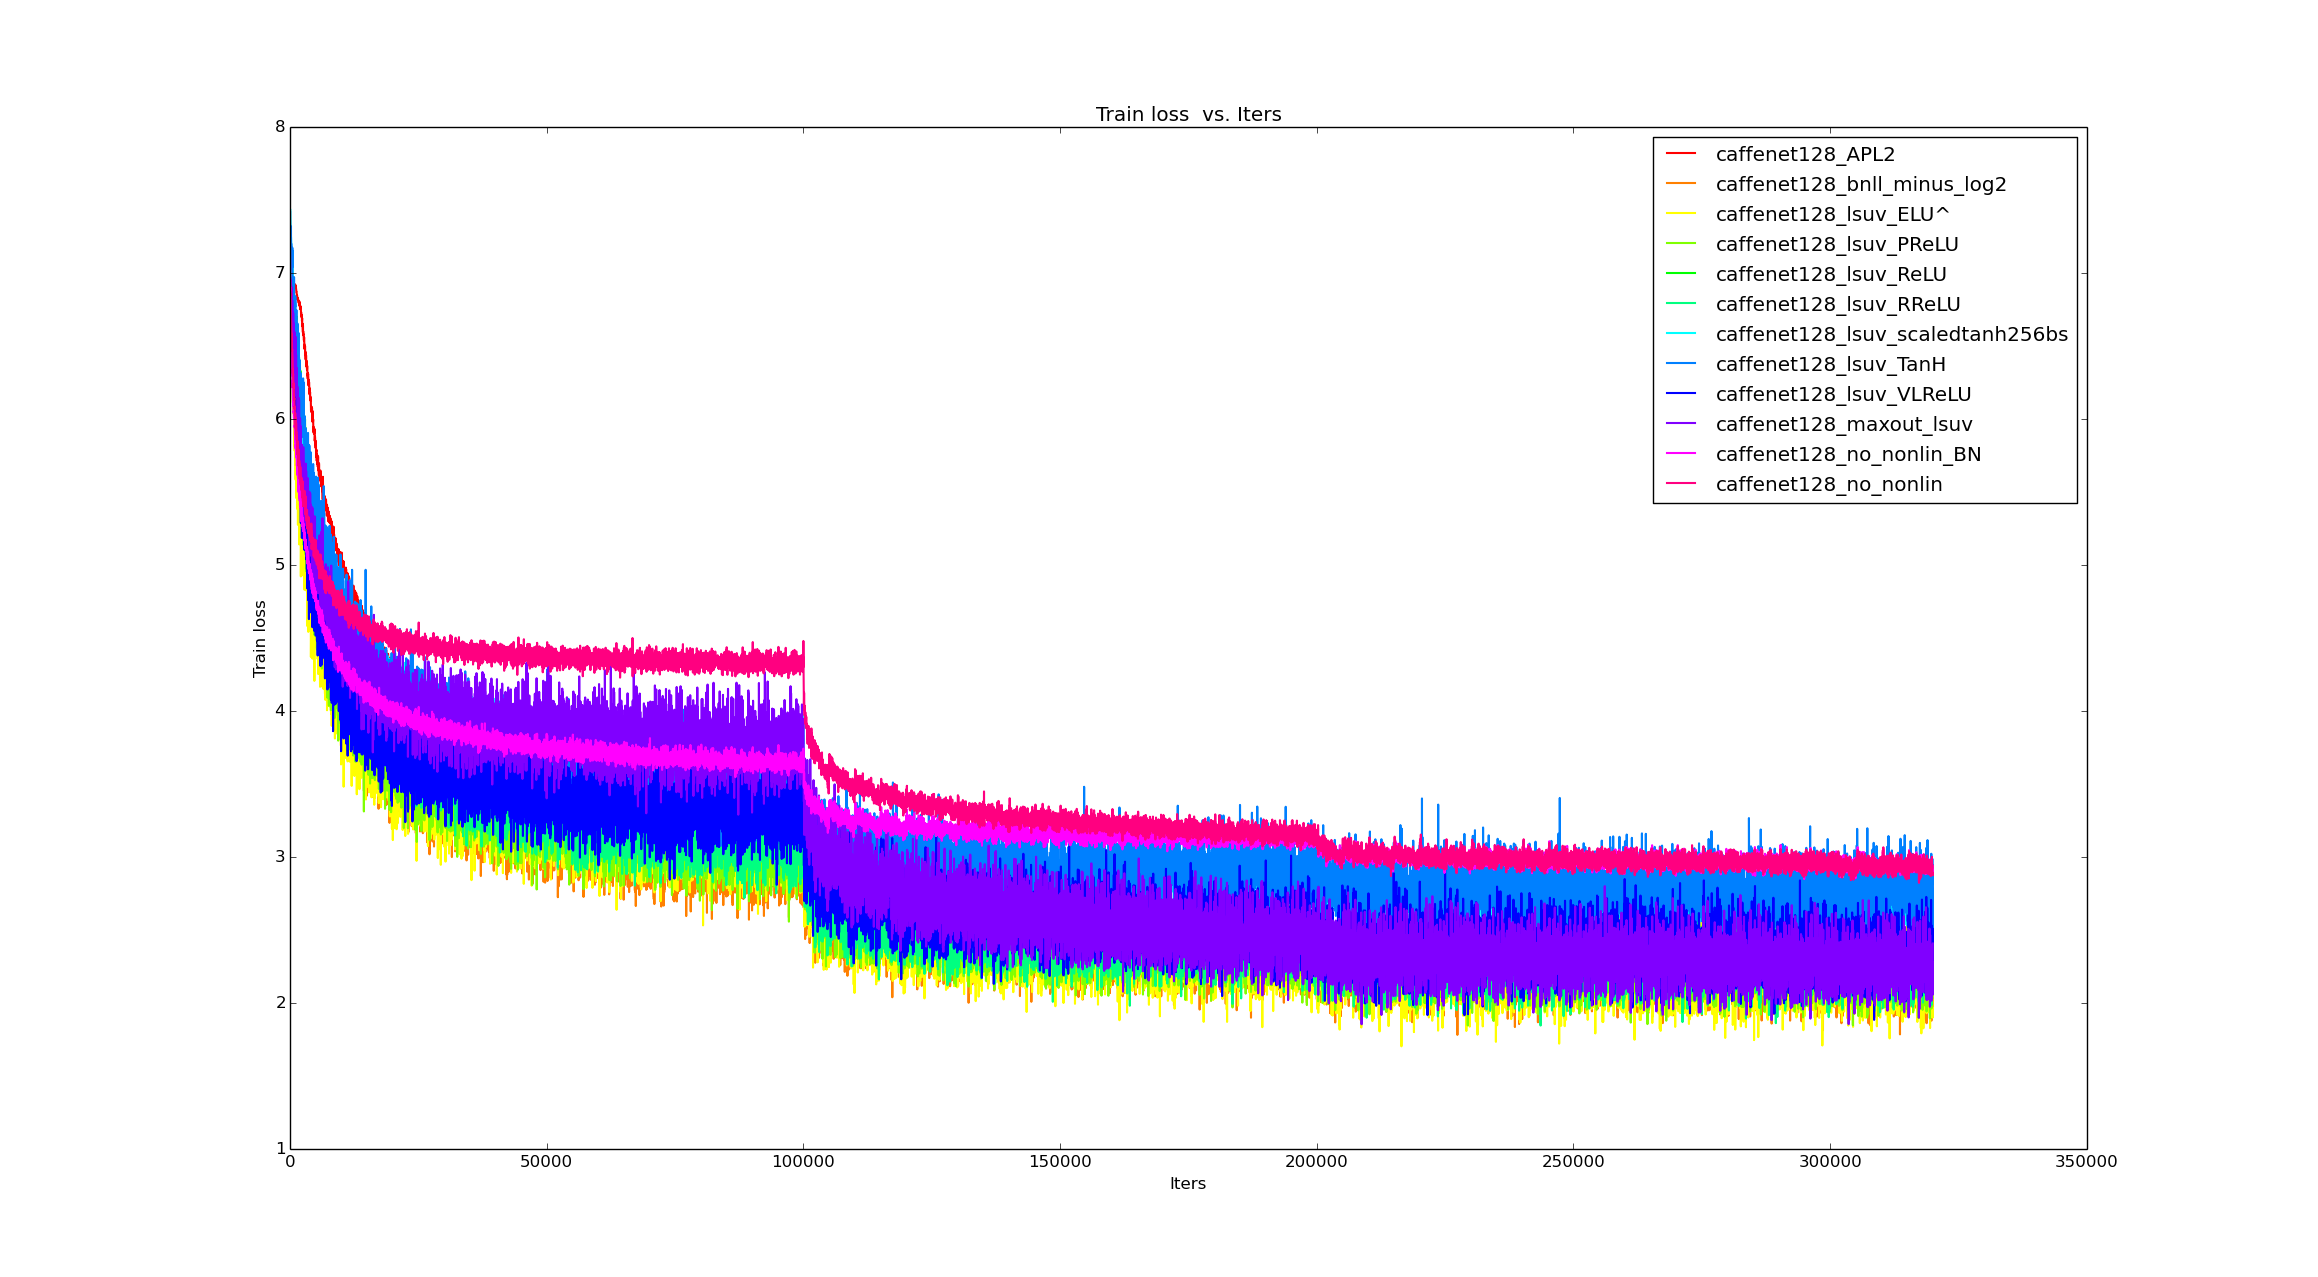 Train loss  vs. Iters
8
7
6
5
4
3
2
1
Train loss
caffenet128_APL2
caffenet128_bnll_minus_log2
caffenet128_lsuv_ELU^
caffenet128_lsuv_PReLU
caffenet128_lsuv_ReLU
caffenet128_lsuv_RReLU
caffenet128_lsuv_scaledtanh256bs
caffenet128_lsuv_TanH
caffenet128_lsuv_VLReLU
caffenet128_maxout_lsuv
caffenet128_no_nonlin_BN
caffenet128_no_nonlin
0 50000 100000 150000 200000 250000 300000 350000
Iters